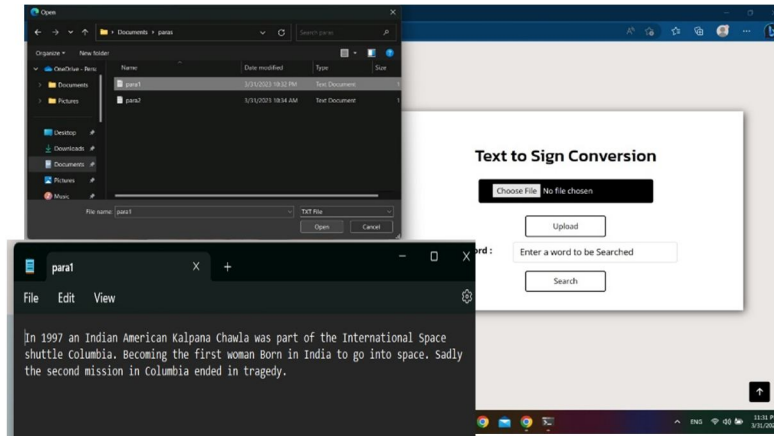 Open
Documents > paras
Search paras
Organize
New folder
OneDrive - Perso
Documents
Pictures
Desktop
Downloads
Documents
Pictures
Music
Name
Date modified
Type
Size
para1
3/31/2023 10:32 PM
Text Document
1
para2
3/31/2023 10:34 AM
Text Document
1
File name: para1
TXT File
Open
Cancel
Text to Sign Conversion
Choose File No file chosen
Upload
ord :
Enter a word to be Searched
Search
para1
File Edit View
In 1997 an Indian American Kalpana Chawla was part of the International Space
shuttle Columbia. Becoming the first woman Born in India to go into space. Sadly
the second mission in Columbia ended in tragedy.
ENG
11:31 P
3/31/202